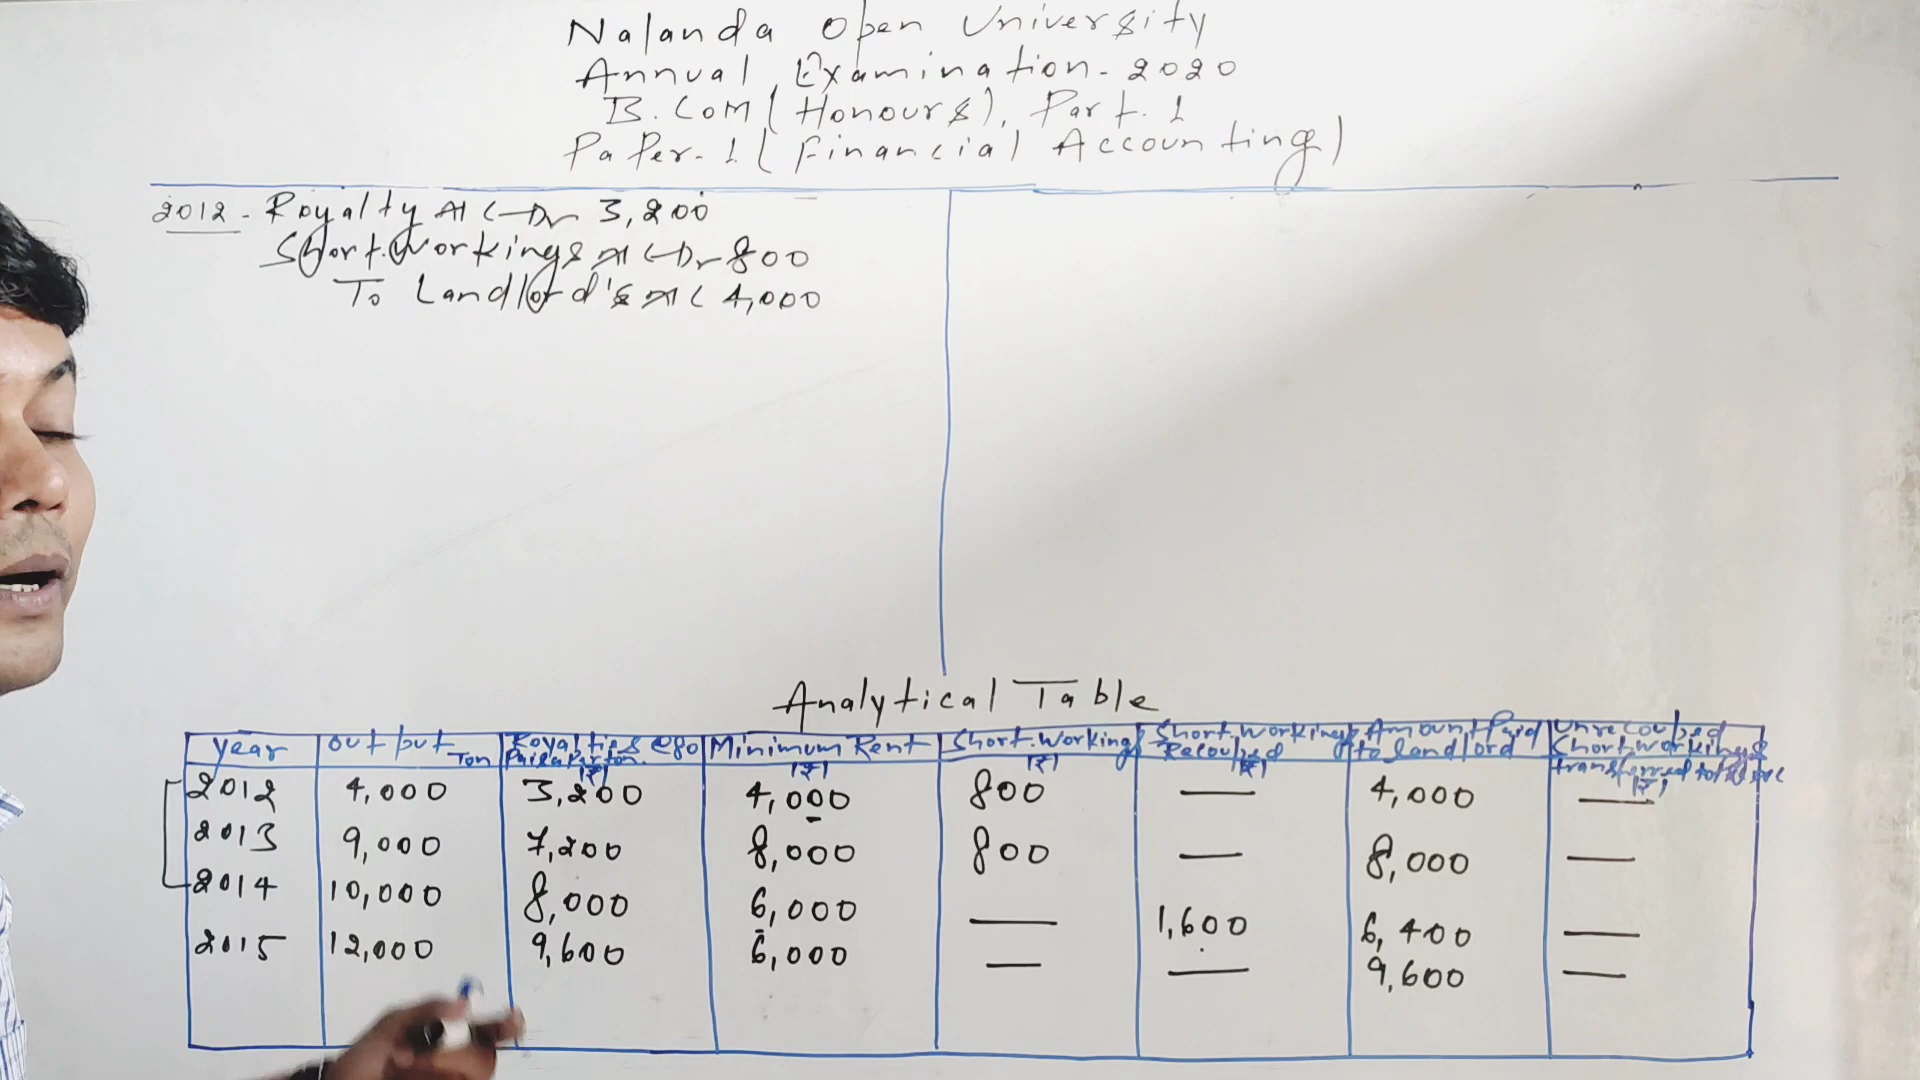 Nalanda Open University
Annual Examination-2020
B.COM (Honours), Part.1
Paper-1 (Financial Accounting)
2012 - Royalty A/c Dr 3,200
Short.Workings A/c Dr 800
To Landlord's A/c 4,000
Analytical Table
year | output Ton | Royalties @80 Paisa Per ton. (₹) | Minimum Rent (₹) | Short.Workings (₹) | Short.Workings Recouped (₹) | Amount Paid to Landlord | Unrecouped Short.workings transferred to (₹)
2012 4,000 3,200 4,000 800 — 4,000 —
2013 9,000 7,200 8,000 800 — 8,000 —
2014 10,000 8,000 6,000 — 1,600 6,400 —
2015 12,000 9,600 6,000 — — 9,600 —